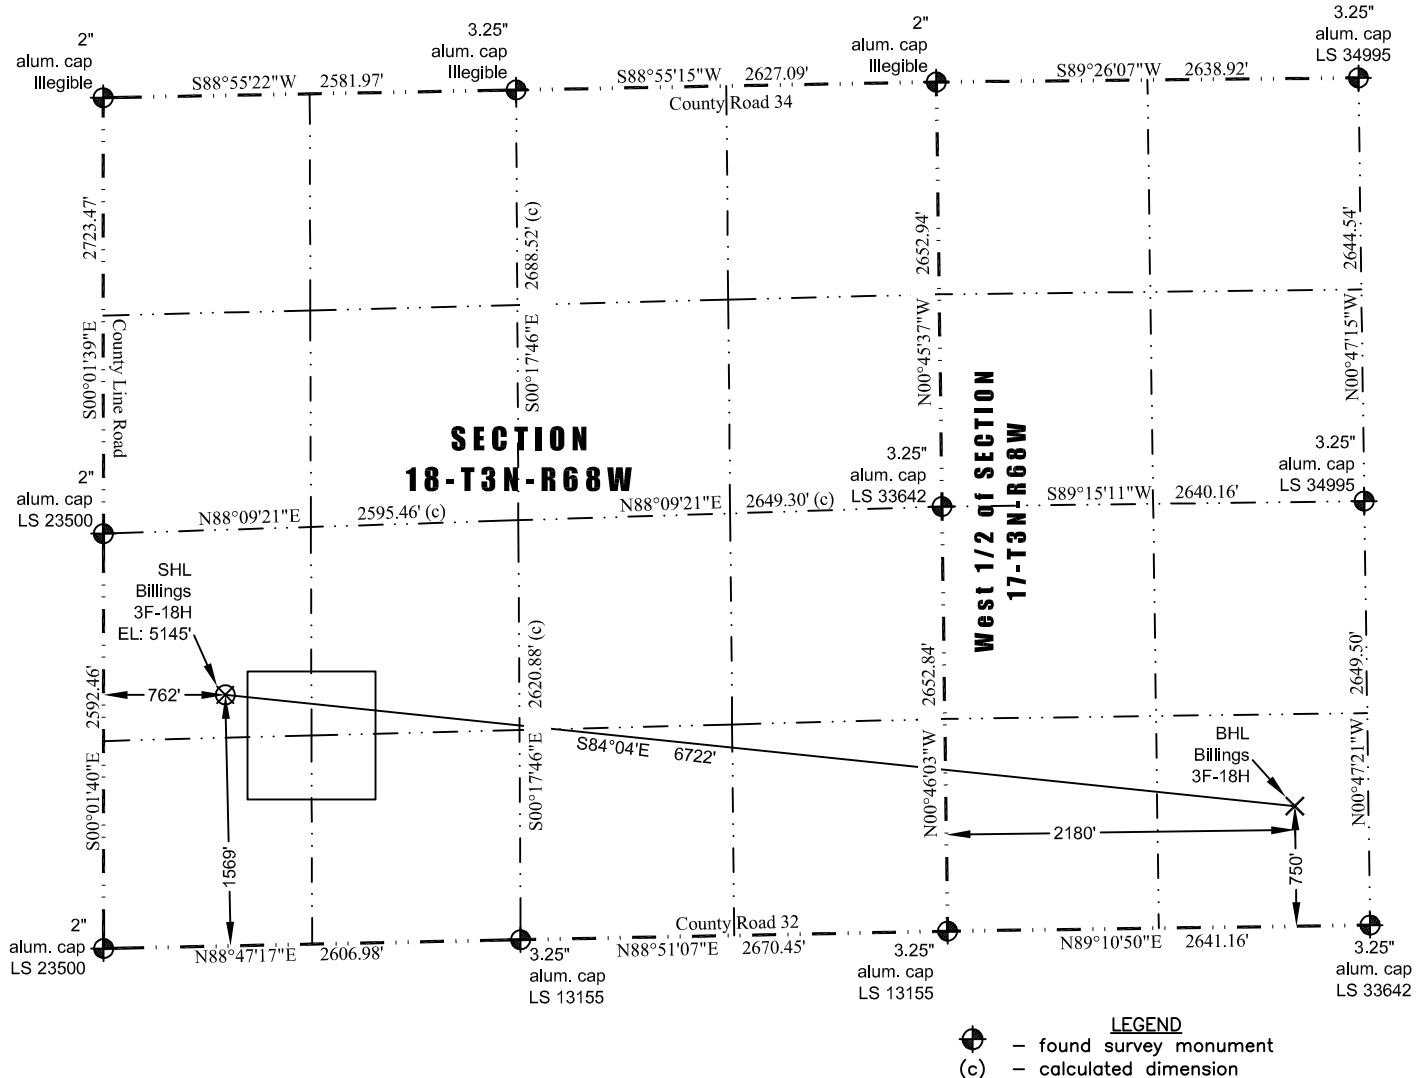 2"
alum. cap
Illegible
S88°55'22"W 2581.97'
3.25"
alum. cap
Illegible
S88°55'15"W 2627.09'
County Road 34
2"
alum. cap
Illegible
S89°26'07"W 2638.92'
3.25"
alum. cap
LS 34995
2723.47'
S00°01'39"E
County Line Road
2688.52' (c)
S00°17'46"E
2652.94'
N00°45'37"W
2644.54'
N00°47'15"W
SECTION
18-T3N-R68W
West 1/2 of SECTION
17-T3N-R68W
2"
alum. cap
LS 23500
N88°09'21"E 2595.46' (c)
N88°09'21"E 2649.30' (c)
3.25"
alum. cap
LS 33642
S89°15'11"W 2640.16'
3.25"
alum. cap
LS 34995
SHL
Billings
3F-18H
EL: 5145'
762'
1569'
2592.46'
S00°01'40"E
2620.88' (c)
S00°17'46"E
S84°04'E 6722'
2652.84'
N00°46'03"W
2649.50'
N00°47'21"W
BHL
Billings
3F-18H
2180'
750'
2"
alum. cap
LS 23500
N88°47'17"E 2606.98'
3.25"
alum. cap
LS 13155
County Road 32
N88°51'07"E 2670.45'
3.25"
alum. cap
LS 13155
N89°10'50"E 2641.16'
3.25"
alum. cap
LS 33642
LEGEND
– found survey monument
(c) – calculated dimension